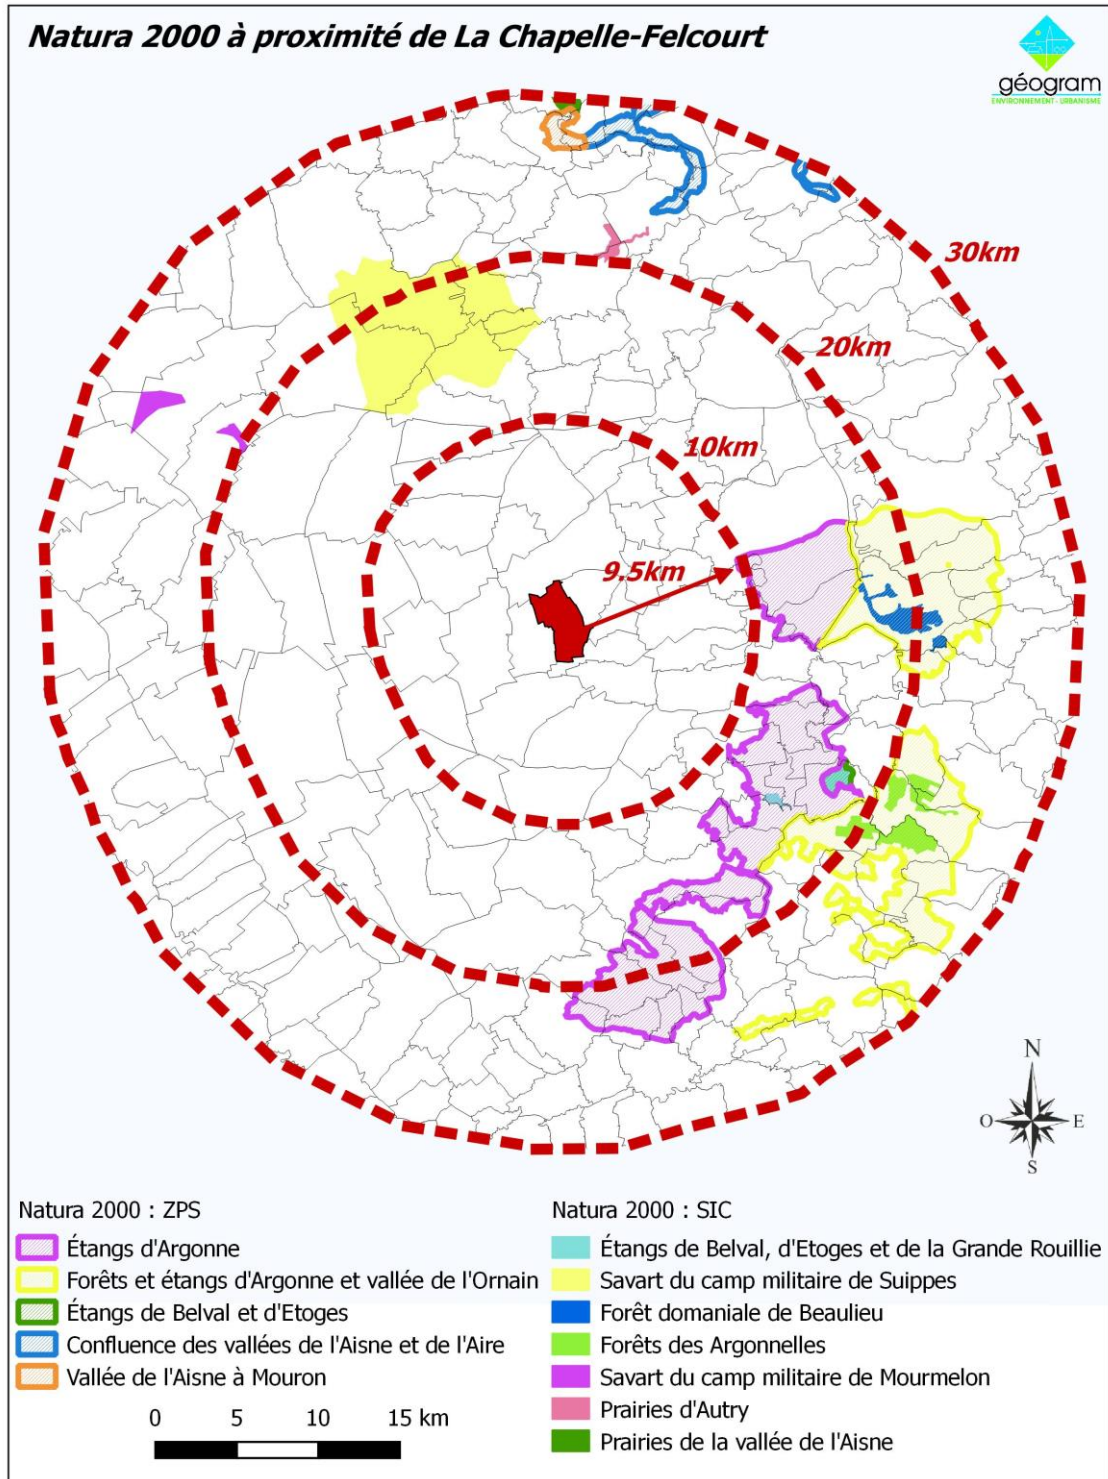 Natura 2000 à proximité de La Chapelle-Felcourt
géogram
ENVIRONNEMENT - URBANISME
30km
20km
10km
9.5km
N
O
E
S
Natura 2000 : ZPS
Étangs d'Argonne
Forêts et étangs d'Argonne et vallée de l'Ornain
Étangs de Belval et d'Etoges
Confluence des vallées de l'Aisne et de l'Aire
Vallée de l'Aisne à Mouron
0 5 10 15 km
Natura 2000 : SIC
Étangs de Belval, d'Etoges et de la Grande Rouillie
Savart du camp militaire de Suippes
Forêt domaniale de Beaulieu
Forêts des Argonnelles
Savart du camp militaire de Mourmelon
Prairies d'Autry
Prairies de la vallée de l'Aisne